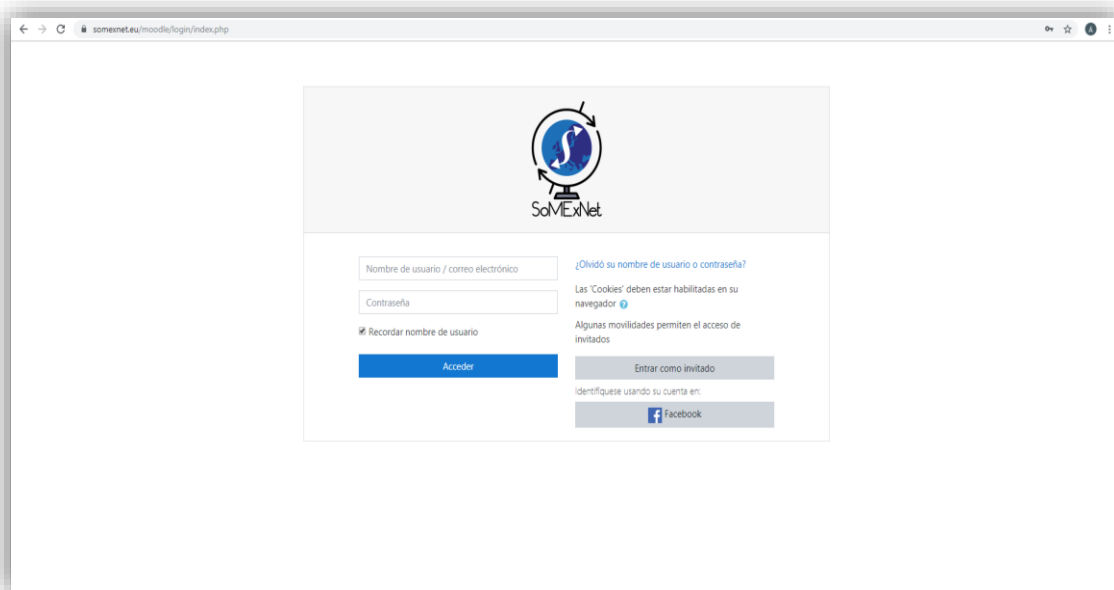 somexnet.eu/moodle/login/index.php
A
S
SoMExNet
Nombre de usuario / correo electrónico
Contraseña
Recordar nombre de usuario
Acceder
¿Olvidó su nombre de usuario o contraseña?
Las 'Cookies' deben estar habilitadas en su
navegador ?
Algunas movilidades permiten el acceso de
invitados
Entrar como invitado
Identifíquese usando su cuenta en:
f Facebook